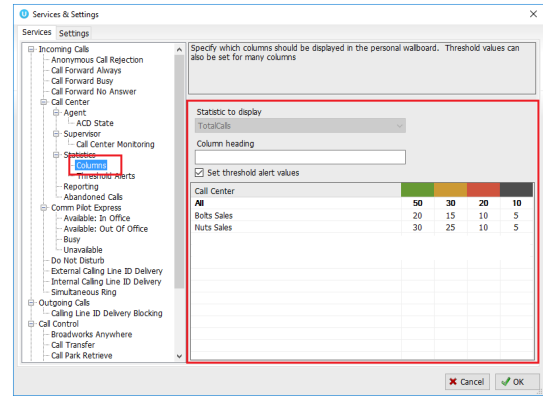 Services & Settings
Services Settings
Incoming Calls
Anonymous Call Rejection
Call Forward Always
Call Forward Busy
Call Forward No Answer
Call Center
Agent
ACD State
Supervisor
Call Center Monitoring
Statistics
Columns
Threshold Alerts
Reporting
Abandoned Calls
Comm Pilot Express
Available: In Office
Available: Out Of Office
Busy
Unavailable
Do Not Disturb
External Calling Line ID Delivery
Internal Calling Line ID Delivery
Simultaneous Ring
Outgoing Calls
Calling Line ID Delivery Blocking
Call Control
Broadworks Anywhere
Call Transfer
Call Park Retrieve
Specify which columns should be displayed in the personal wallboard. Threshold values can
also be set for many columns
Statistic to display
TotalCalls
Column heading
Set threshold alert values
Call Center
All 50 30 20 10
Bolts Sales 20 15 10 5
Nuts Sales 30 25 10 5
Cancel OK